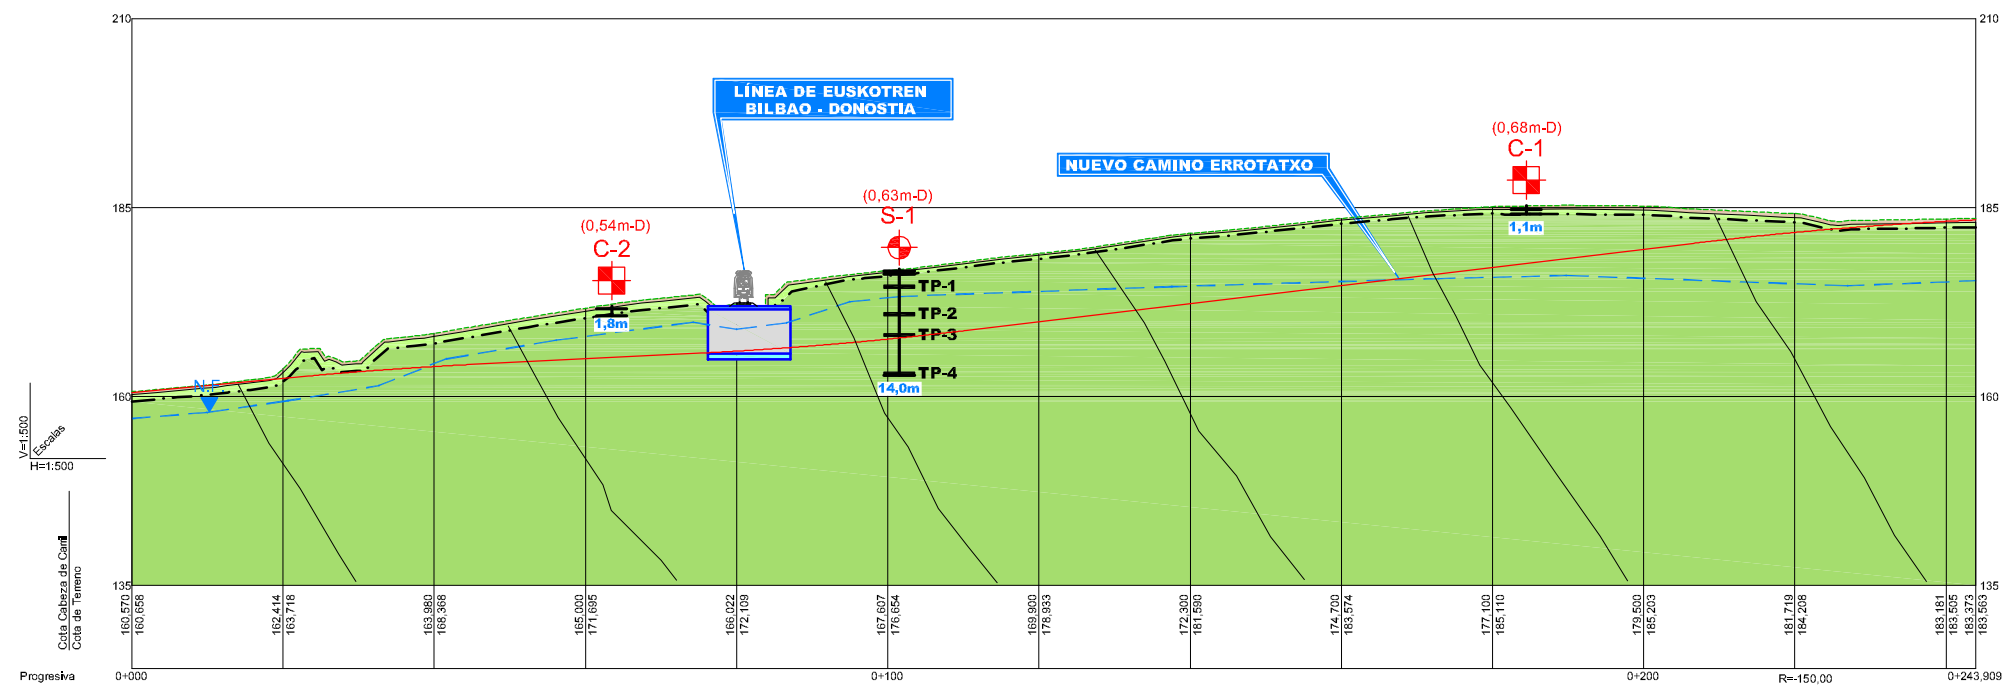 210
210
LÍNEA DE EUSKOTREN
BILBAO - DONOSTIA
(0,68m-D)
C-1
NUEVO CAMINO ERROTATXO
(0,63m-D)
S-1
(0,54m-D)
C-2
185
185
1,1m
TP-1
TP-2
1,8m
TP-3
TP-4
14,0m
N.F.
160
160
V=1:500
Escalas
H=1:500
135
135
Cota Cabeza de Carril
Cota de Terreno
160,570
160,658
162,414
163,718
163,980
168,368
165,000
171,695
166,022
172,109
167,607
176,654
169,900
178,933
172,300
181,590
174,700
183,574
177,100
185,110
179,500
185,203
181,719
184,208
183,181
183,505
183,373
183,563
Progresiva
0+000
0+100
0+200
R=-150,00
0+243,909